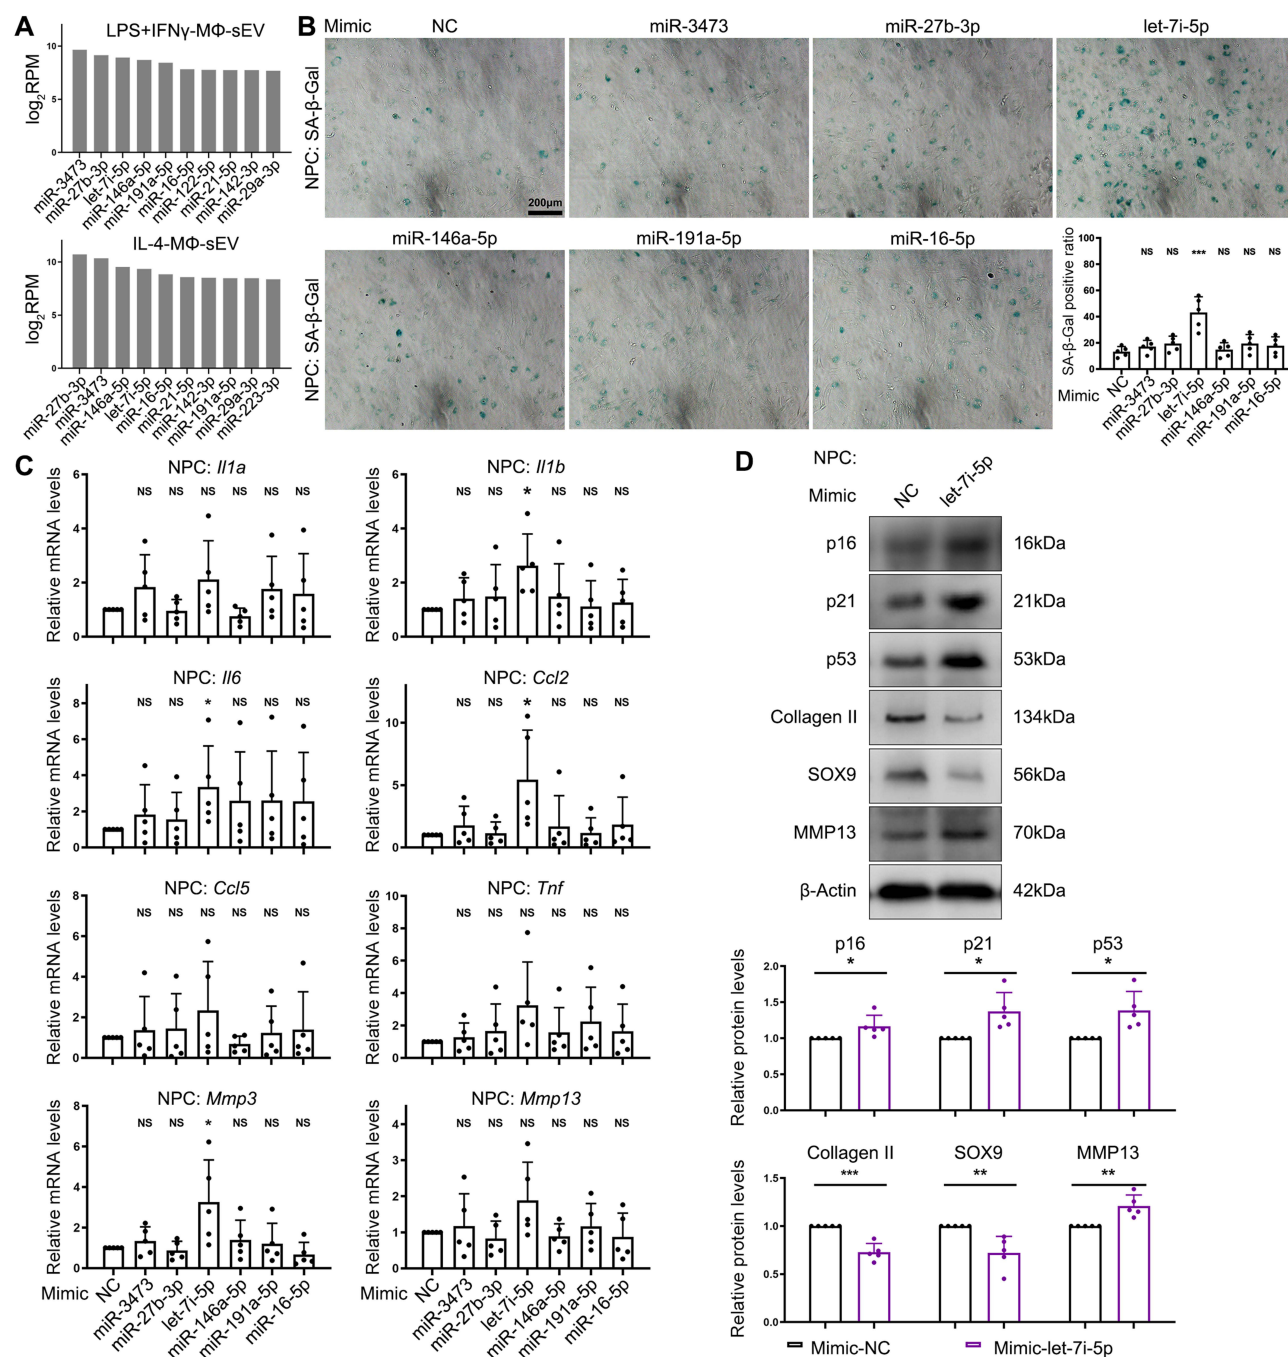 A
LPS+IFNγ-MΦ-sEV
log2RPM
10
5
0
miR-3473
miR-27b-3p
let-7i-5p
miR-146a-5p
miR-191a-5p
miR-16-5p
miR-122-5p
miR-21-5p
miR-142-3p
miR-29a-3p
IL-4-MΦ-sEV
log2RPM
10
5
0
miR-27b-3p
miR-3473
miR-146a-5p
let-7i-5p
miR-16-5p
miR-21-5p
miR-142-3p
miR-191a-5p
miR-29a-3p
miR-223-3p
B
Mimic NC miR-3473 miR-27b-3p let-7i-5p
NPC: SA-β-Gal
200μm
miR-146a-5p miR-191a-5p miR-16-5p
NPC: SA-β-Gal
SA-β-Gal positive ratio
100
80
60
40
20
0
NS NS *** NS NS NS
Mimic
NC
miR-3473
miR-27b-3p
let-7i-5p
miR-146a-5p
miR-191a-5p
miR-16-5p
C
NPC: Il1a
Relative mRNA levels
6
4
2
0
NS NS NS NS NS NS
NPC: Il1b
Relative mRNA levels
6
4
2
0
NS NS * NS NS NS
NPC: Il6
Relative mRNA levels
8
6
4
2
0
NS NS * NS NS NS
NPC: Ccl2
Relative mRNA levels
10
5
0
NS NS * NS NS NS
NPC: Ccl5
Relative mRNA levels
8
6
4
2
0
NS NS NS NS NS NS
NPC: Tnf
Relative mRNA levels
10
8
6
4
2
0
NS NS NS NS NS NS
NPC: Mmp3
Relative mRNA levels
8
6
4
2
0
NS NS * NS NS NS
Mimic
NC
miR-3473
miR-27b-3p
let-7i-5p
miR-146a-5p
miR-191a-5p
miR-16-5p
NPC: Mmp13
Relative mRNA levels
4
3
2
1
0
NS NS NS NS NS NS
NC
miR-3473
miR-27b-3p
let-7i-5p
miR-146a-5p
miR-191a-5p
miR-16-5p
D
NPC:
Mimic NC let-7i-5p
p16 16kDa
p21 21kDa
p53 53kDa
Collagen II 134kDa
SOX9 56kDa
MMP13 70kDa
β-Actin 42kDa
Relative protein levels
2.0
1.5
1.0
0.5
0.0
p16 p21 p53
* * *
Relative protein levels
1.5
1.0
0.5
0.0
Collagen II SOX9 MMP13
*** ** **
Mimic-NC Mimic-let-7i-5p